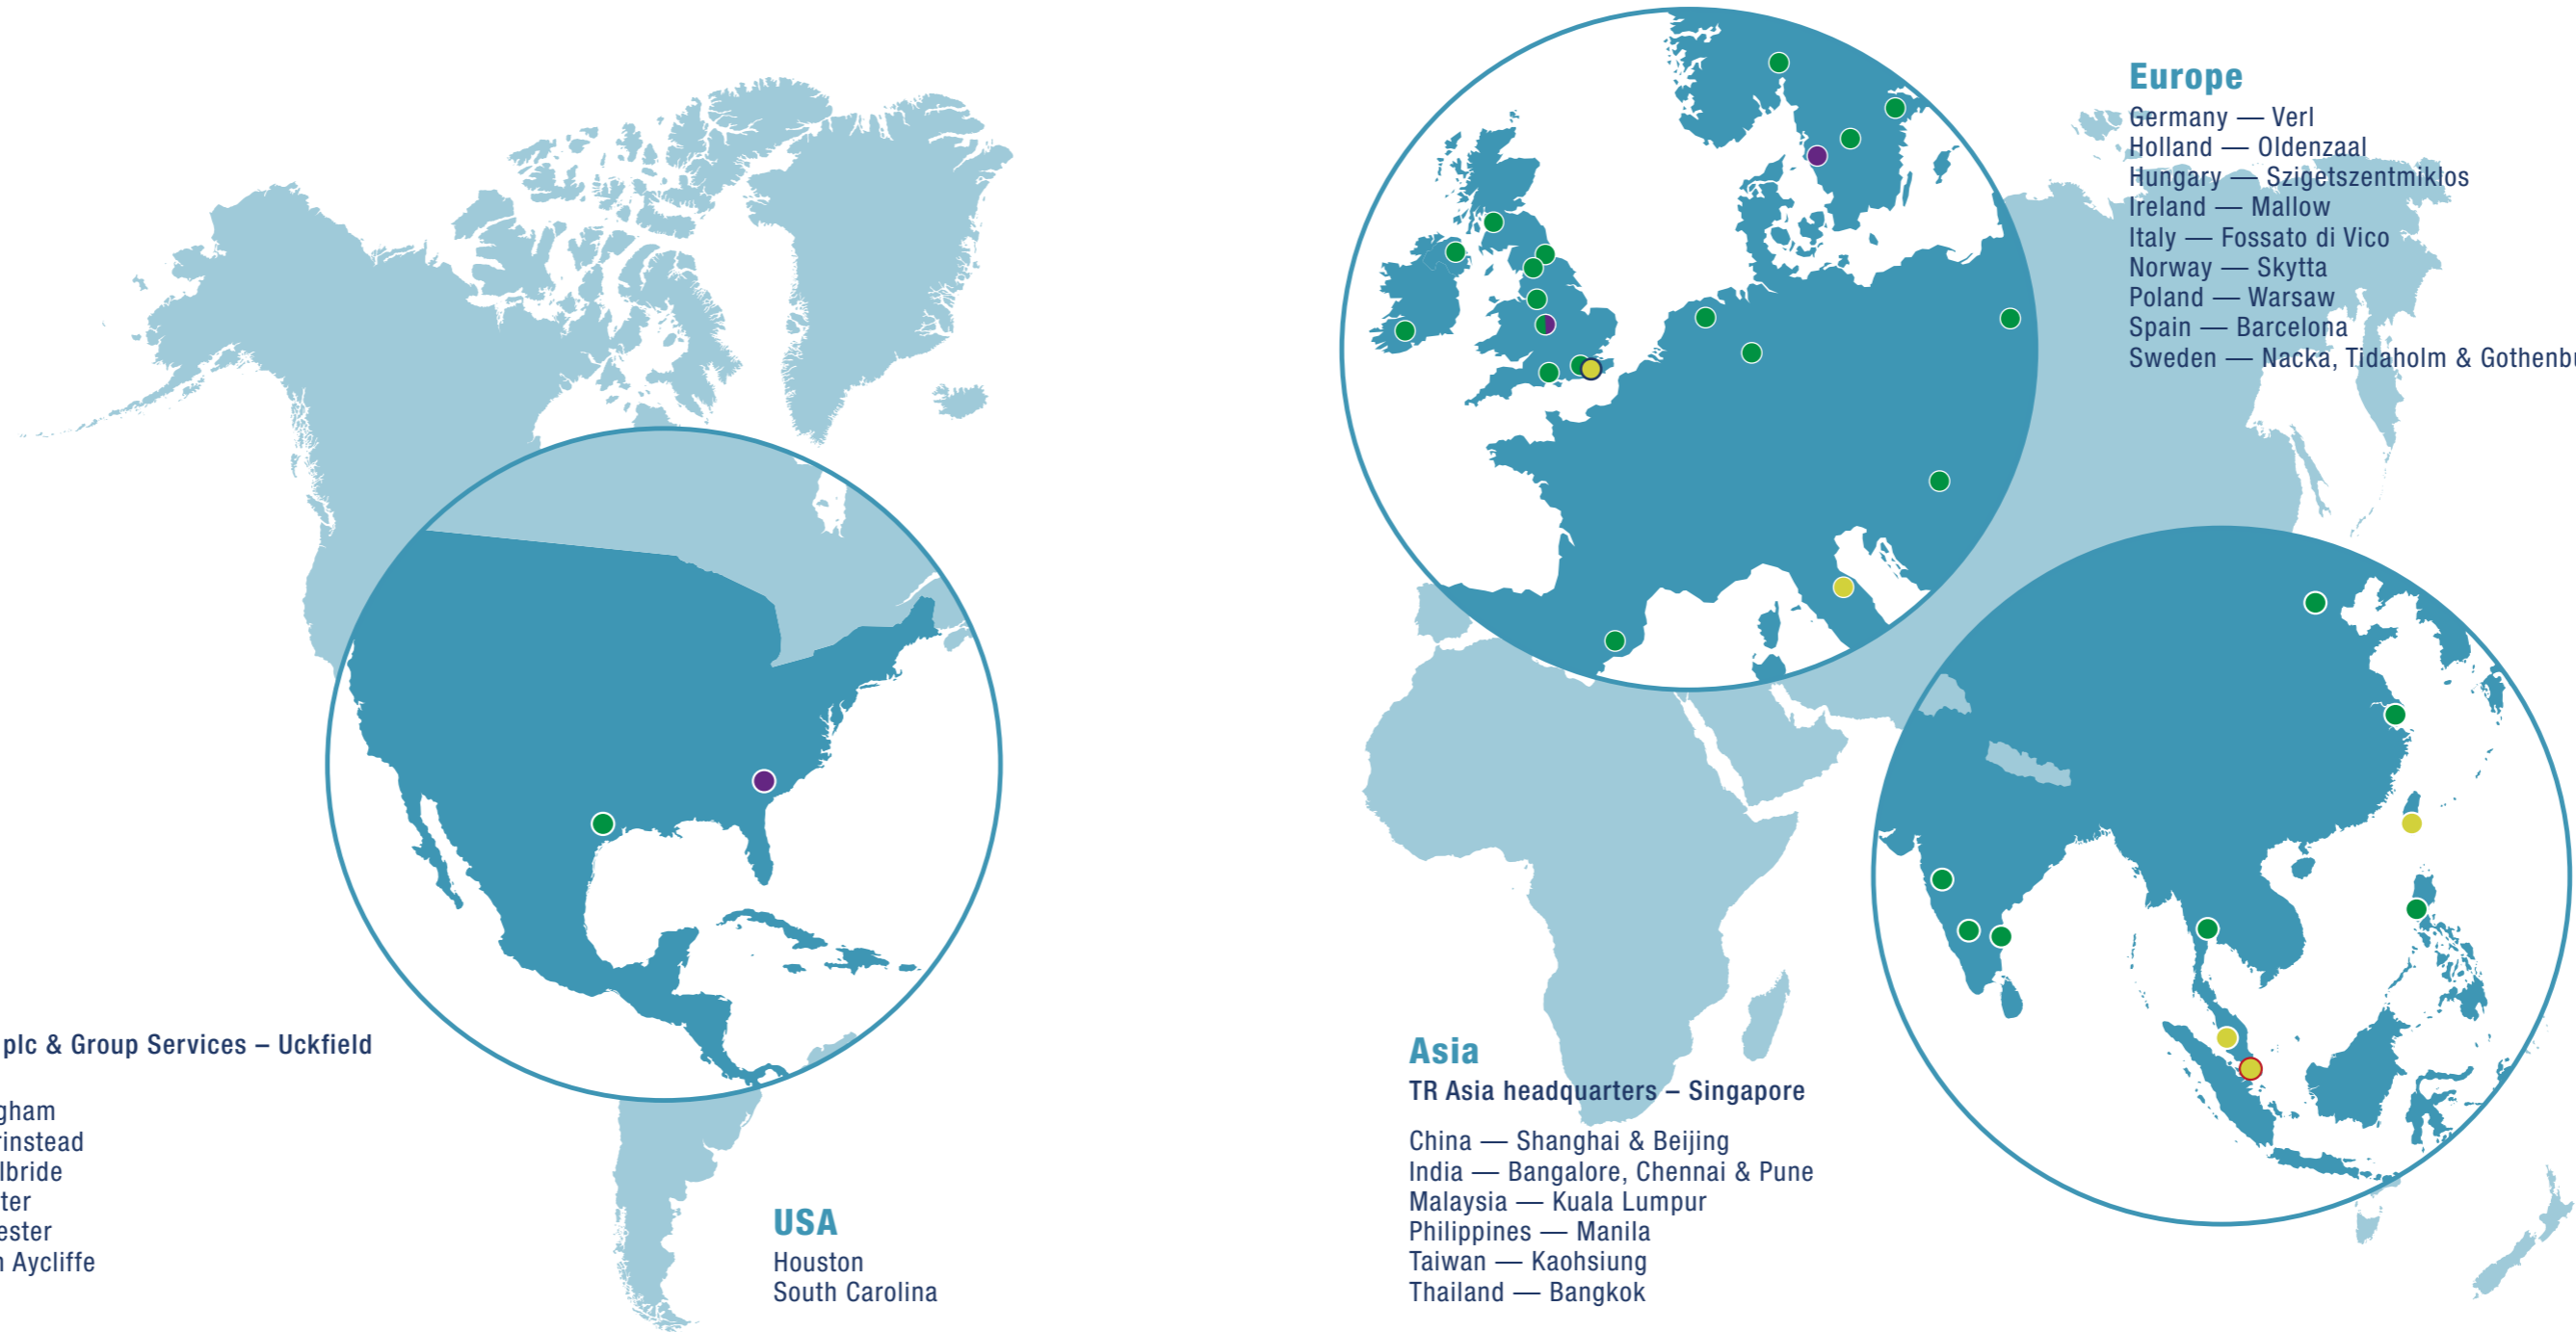 plc & Group Services – Uckfield
gham
rinstead
lbride
ter
ester
n Aycliffe
USA
Houston
South Carolina
Asia
TR Asia headquarters – Singapore
China — Shanghai & Beijing
India — Bangalore, Chennai & Pune
Malaysia — Kuala Lumpur
Philippines — Manila
Taiwan — Kaohsiung
Thailand — Bangkok
Europe
Germany — Verl
Holland — Oldenzaal
Hungary — Szigetszentmiklos
Ireland — Mallow
Italy — Fossato di Vico
Norway — Skytta
Poland — Warsaw
Spain — Barcelona
Sweden — Nacka, Tidaholm & Gothenbu